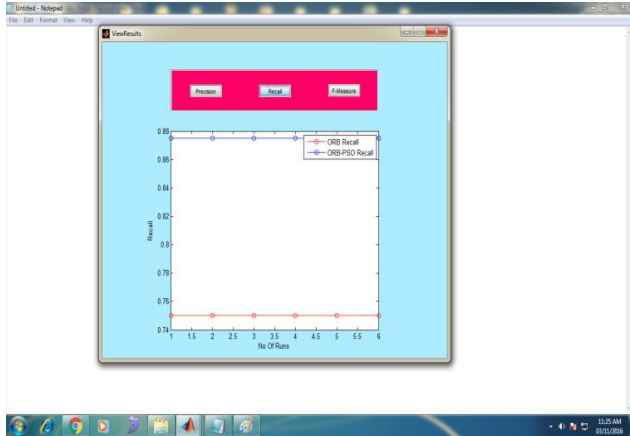 Untitled - Notepad
File Edit Format View Help
ViewResults
Precision Recall F-Measure
0.88
0.86
0.84
0.82
0.8
0.78
0.76
0.74
Recall
ORB Recall
ORB-PSO Recall
1 1.5 2 2.5 3 3.5 4 4.5 5 5.5 6
No Of Runs
11:25 AM
03/11/2016